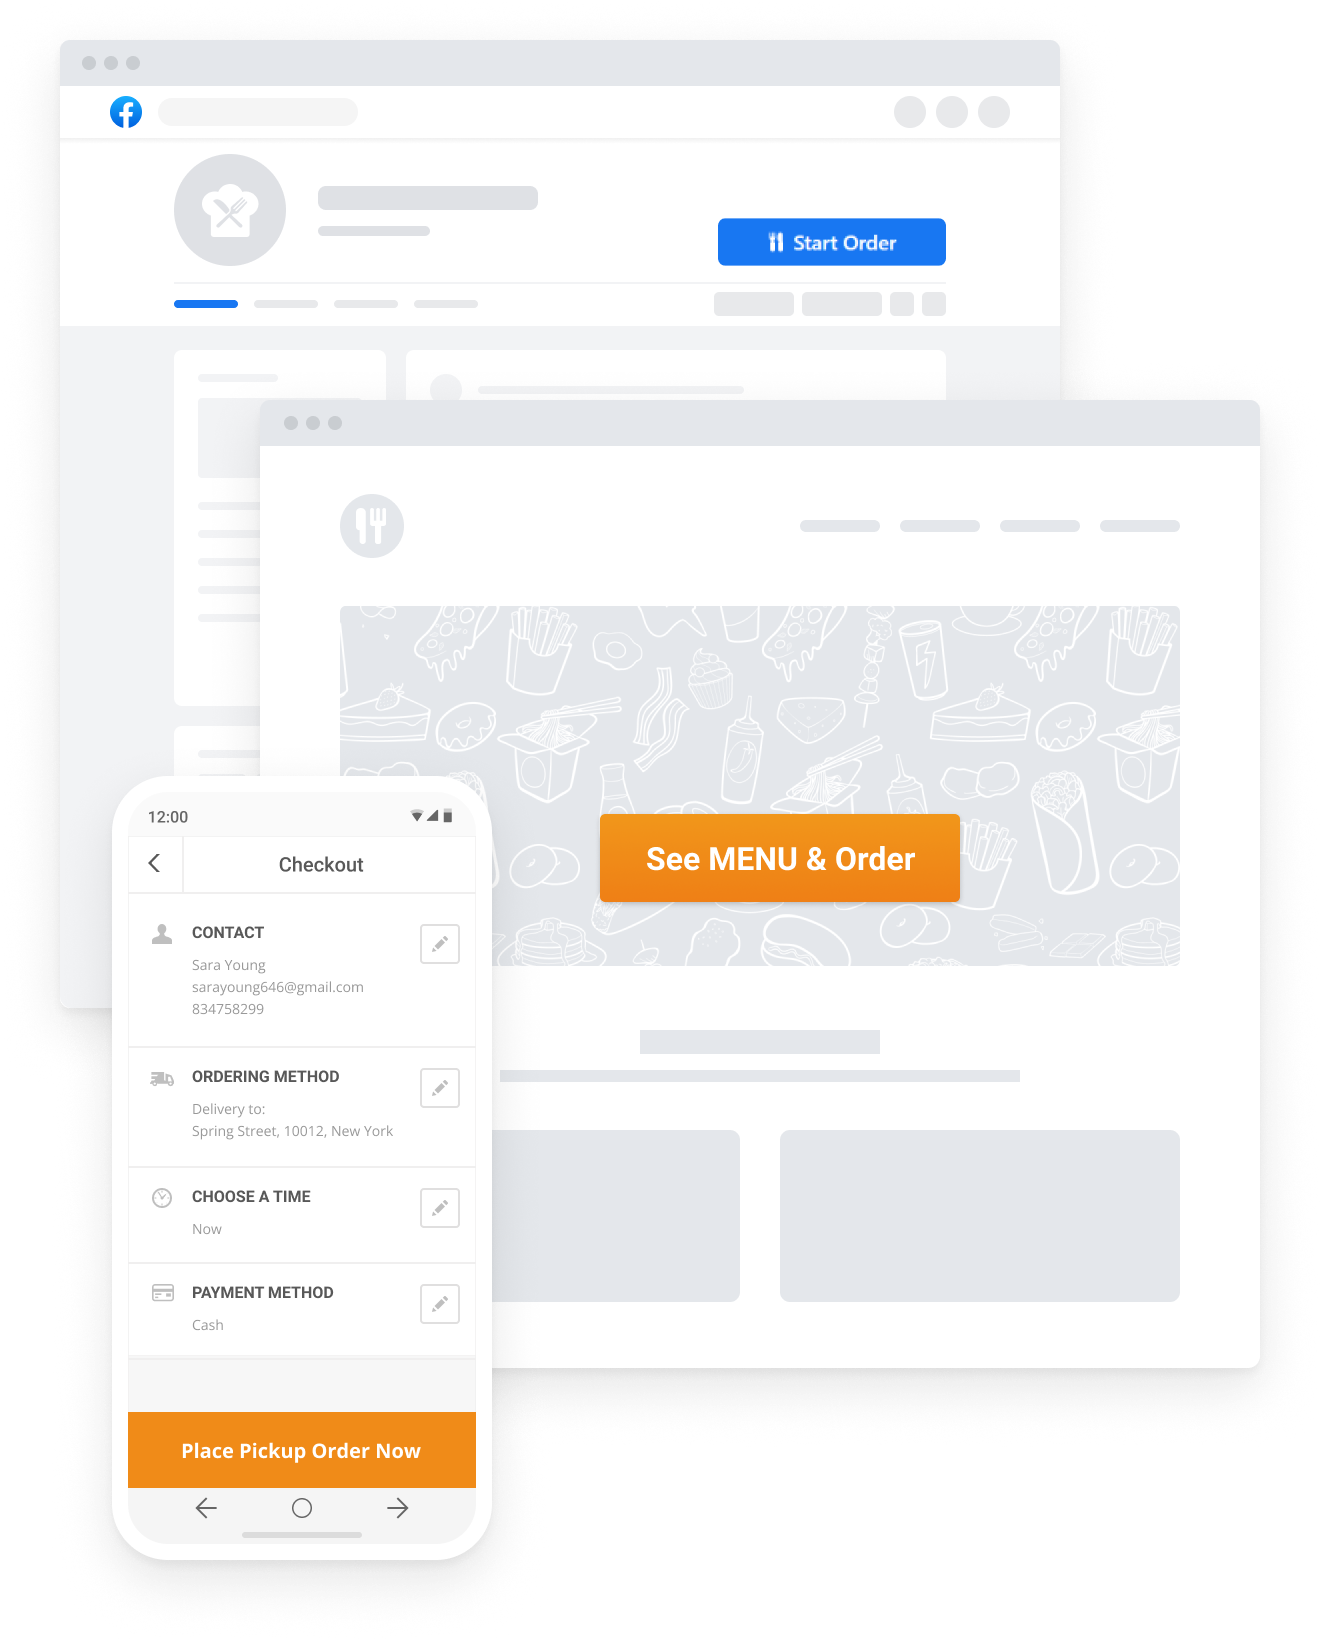 Start Order
See MENU & Order
12:00
Checkout
CONTACT
Sara Young
sarayoung646@gmail.com
834758299
ORDERING METHOD
Delivery to:
Spring Street, 10012, New York
CHOOSE A TIME
Now
PAYMENT METHOD
Cash
Place Pickup Order Now